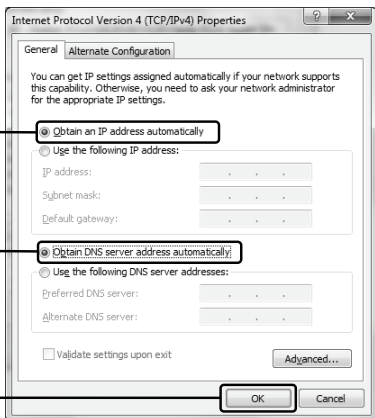 Internet Protocol Version 4 (TCP/IPv4) Properties
General Alternate Configuration
You can get IP settings assigned automatically if your network supports
this capability. Otherwise, you need to ask your network administrator
for the appropriate IP settings.
Obtain an IP address automatically
Use the following IP address:
IP address:
Subnet mask:
Default gateway:
Obtain DNS server address automatically
Use the following DNS server addresses:
Preferred DNS server:
Alternate DNS server:
Validate settings upon exit
Advanced...
OK Cancel